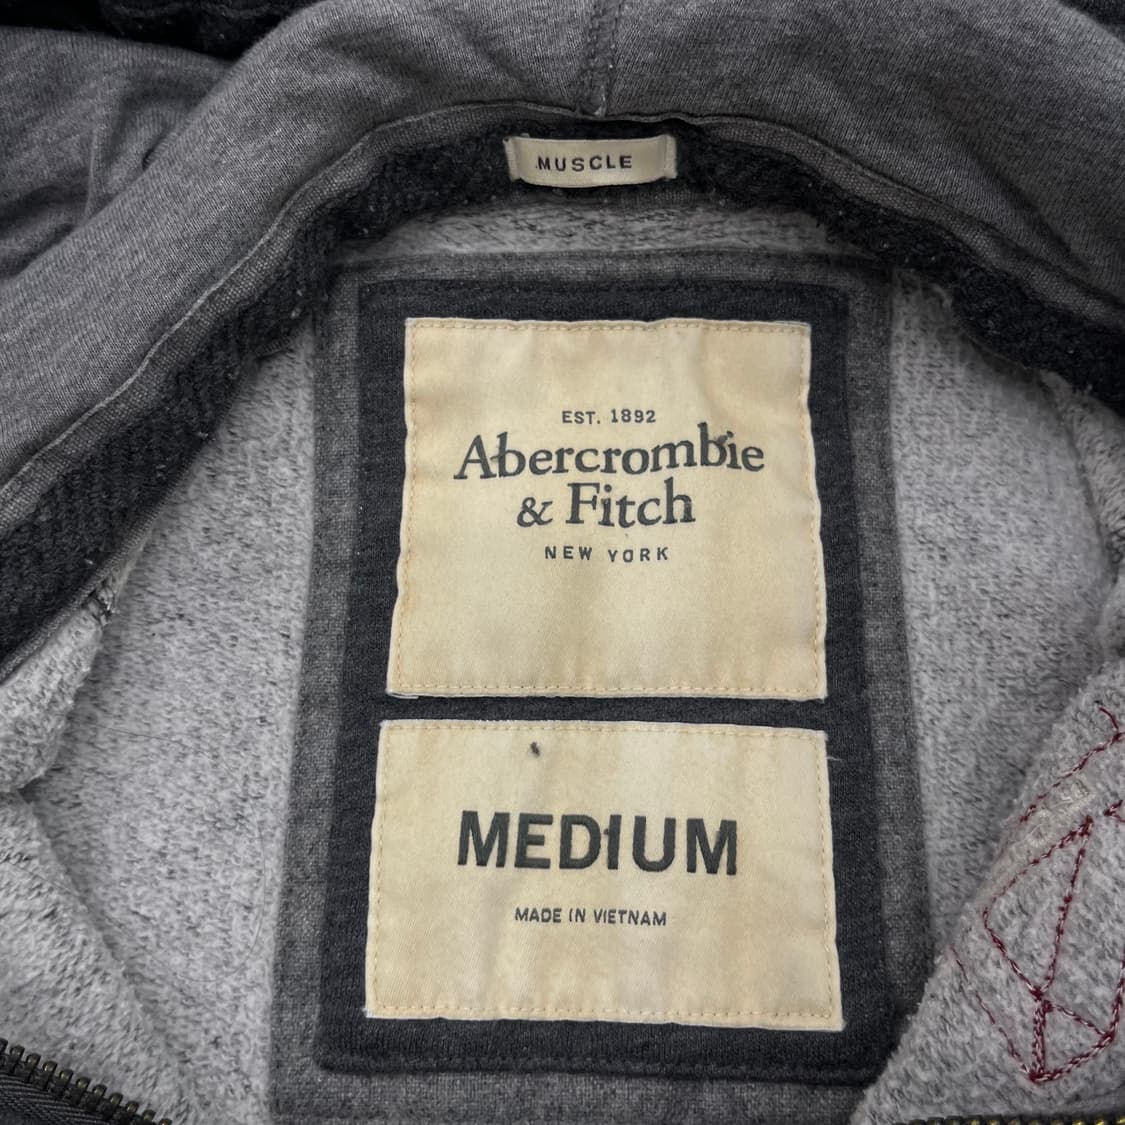 MUSCLE
EST. 1892
Abercrombie
& Fitch
NEW YORK
MEDIUM
MADE IN VIETNAM